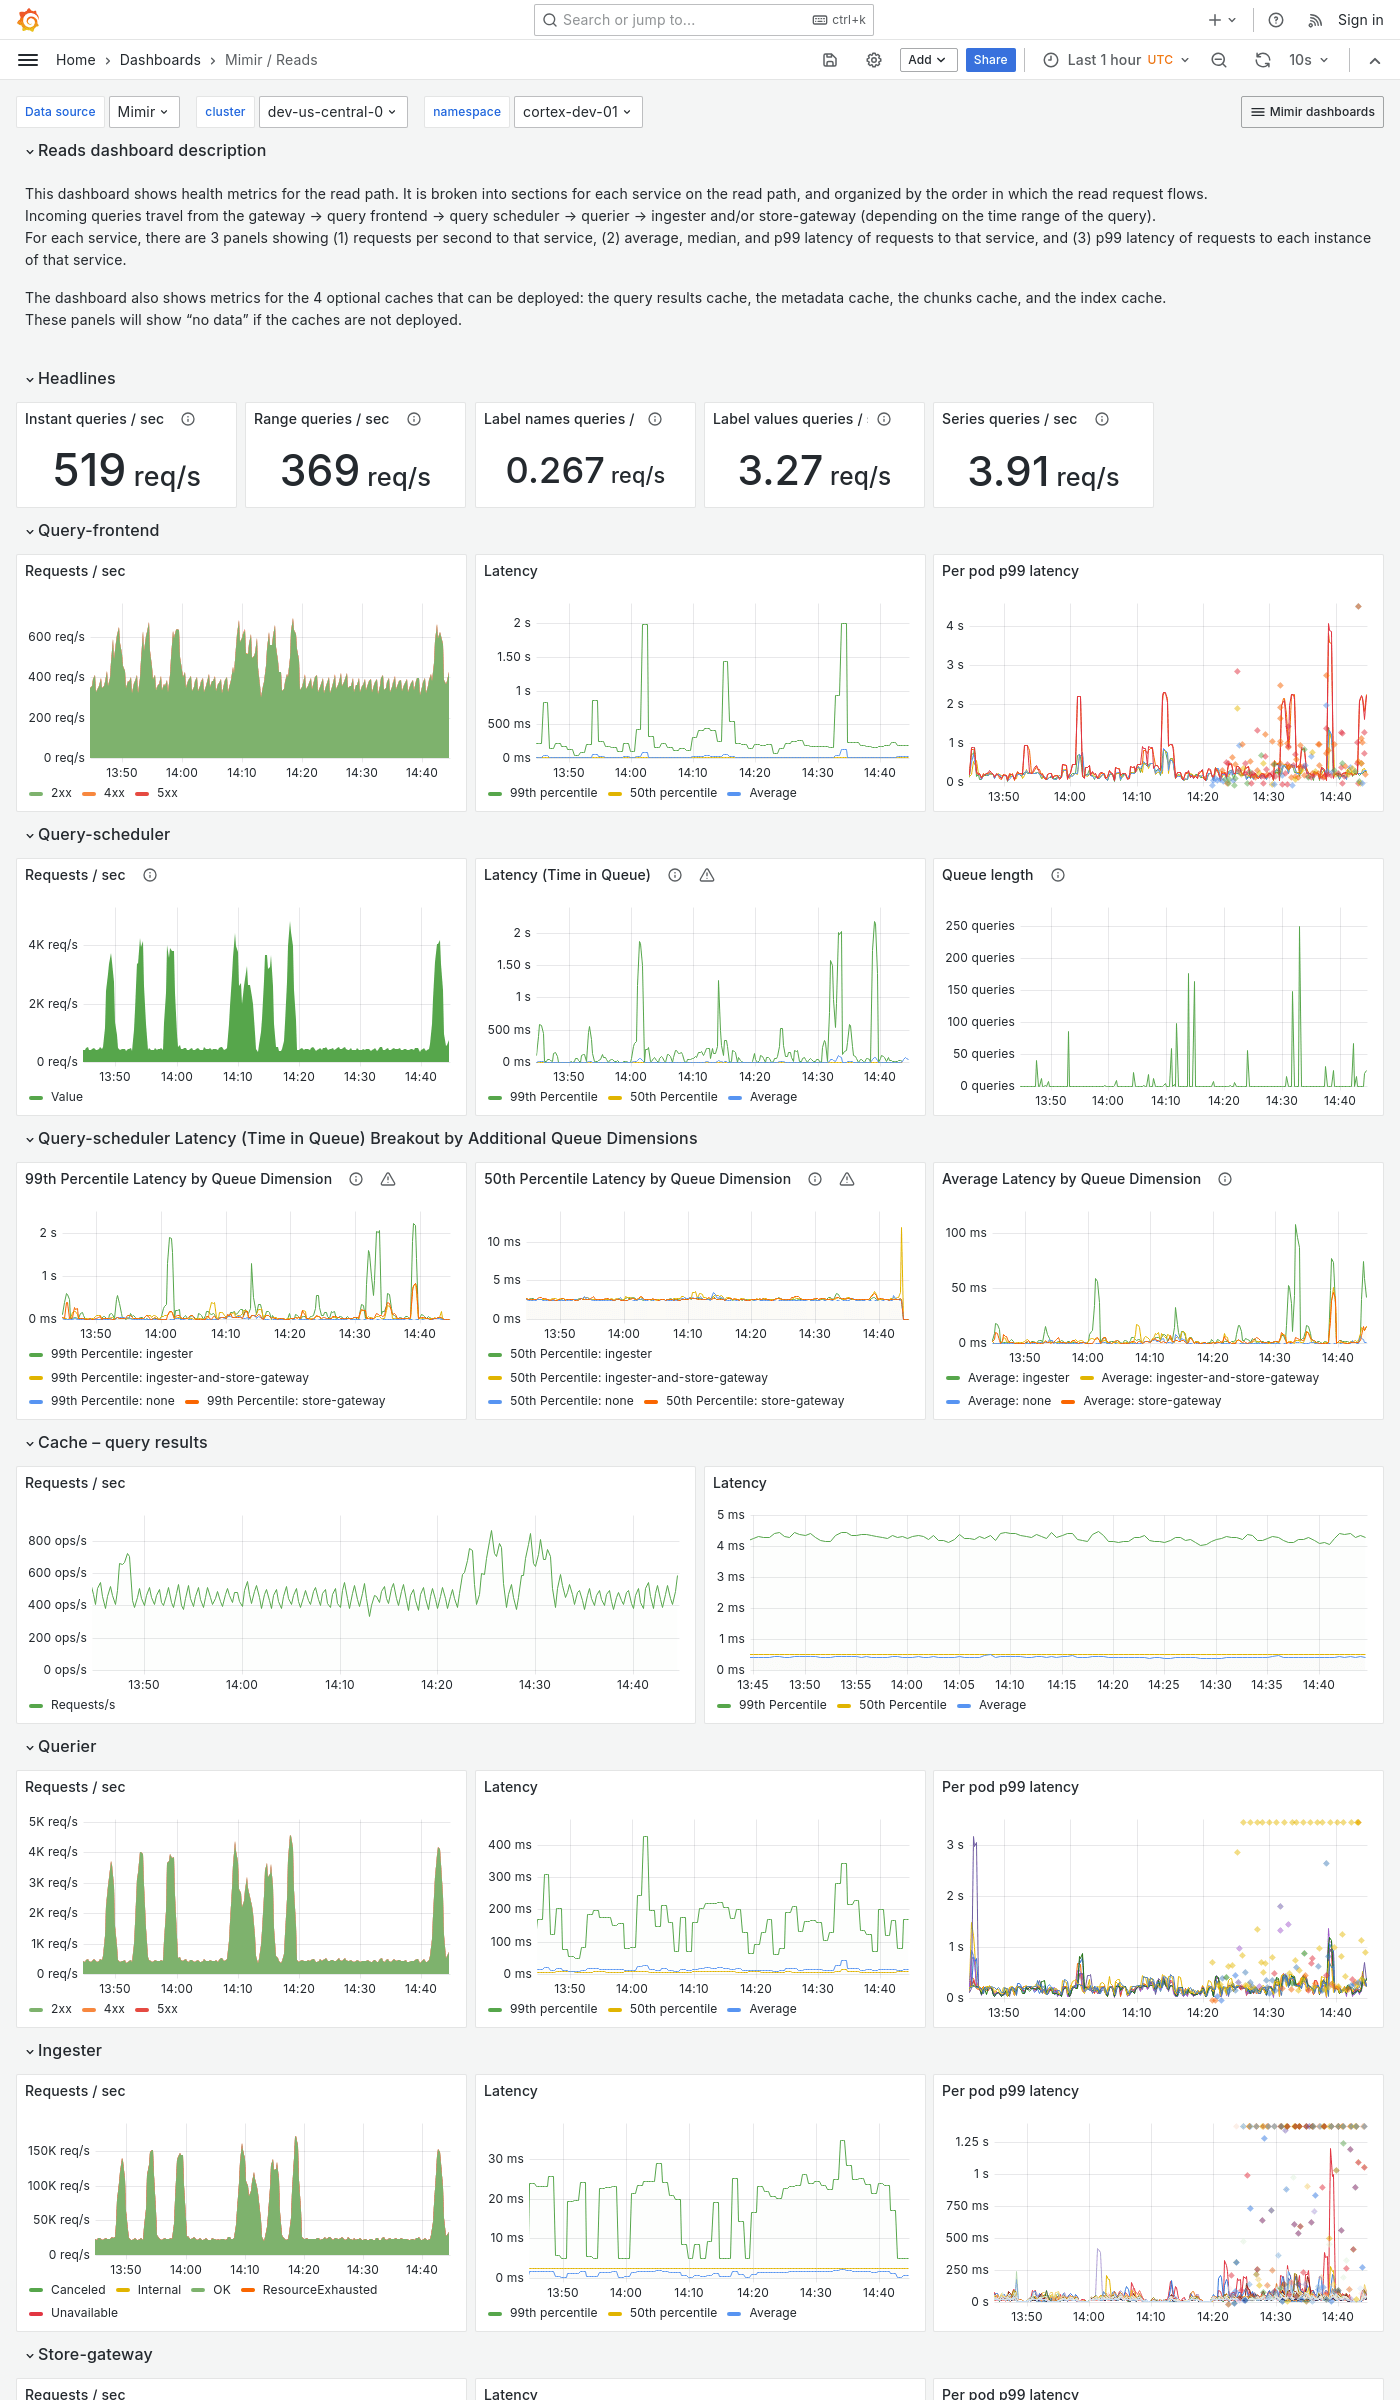 Search or jump to...
ctrl+k
Sign in
Home
Dashboards
Mimir / Reads
Add
Share
Last 1 hour UTC
10s
Data source
Mimir
cluster
dev-us-central-0
namespace
cortex-dev-01
Mimir dashboards
Reads dashboard description
This dashboard shows health metrics for the read path. It is broken into sections for each service on the read path, and organized by the order in which the read request flows.
Incoming queries travel from the gateway → query frontend → query scheduler → querier → ingester and/or store-gateway (depending on the time range of the query).
For each service, there are 3 panels showing (1) requests per second to that service, (2) average, median, and p99 latency of requests to that service, and (3) p99 latency of requests to each instance
of that service.
The dashboard also shows metrics for the 4 optional caches that can be deployed: the query results cache, the metadata cache, the chunks cache, and the index cache.
These panels will show “no data” if the caches are not deployed.
Headlines
Instant queries / sec
519 req/s
Range queries / sec
369 req/s
Label names queries /
0.267 req/s
Label values queries /
3.27 req/s
Series queries / sec
3.91 req/s
Query-frontend
Requests / sec
600 req/s
400 req/s
200 req/s
0 req/s
13:50 14:00 14:10 14:20 14:30 14:40
2xx 4xx 5xx
Latency
2 s
1.50 s
1 s
500 ms
0 ms
13:50 14:00 14:10 14:20 14:30 14:40
99th percentile 50th percentile Average
Per pod p99 latency
4 s
3 s
2 s
1 s
0 s
13:50 14:00 14:10 14:20 14:30 14:40
Query-scheduler
Requests / sec
4K req/s
2K req/s
0 req/s
13:50 14:00 14:10 14:20 14:30 14:40
Value
Latency (Time in Queue)
2 s
1.50 s
1 s
500 ms
0 ms
13:50 14:00 14:10 14:20 14:30 14:40
99th Percentile 50th Percentile Average
Queue length
250 queries
200 queries
150 queries
100 queries
50 queries
0 queries
13:50 14:00 14:10 14:20 14:30 14:40
Query-scheduler Latency (Time in Queue) Breakout by Additional Queue Dimensions
99th Percentile Latency by Queue Dimension
2 s
1 s
0 ms
13:50 14:00 14:10 14:20 14:30 14:40
99th Percentile: ingester
99th Percentile: ingester-and-store-gateway
99th Percentile: none 99th Percentile: store-gateway
50th Percentile Latency by Queue Dimension
10 ms
5 ms
0 ms
13:50 14:00 14:10 14:20 14:30 14:40
50th Percentile: ingester
50th Percentile: ingester-and-store-gateway
50th Percentile: none 50th Percentile: store-gateway
Average Latency by Queue Dimension
100 ms
50 ms
0 ms
13:50 14:00 14:10 14:20 14:30 14:40
Average: ingester Average: ingester-and-store-gateway
Average: none Average: store-gateway
Cache – query results
Requests / sec
800 ops/s
600 ops/s
400 ops/s
200 ops/s
0 ops/s
13:50 14:00 14:10 14:20 14:30 14:40
Requests/s
Latency
5 ms
4 ms
3 ms
2 ms
1 ms
0 ms
13:45 13:50 13:55 14:00 14:05 14:10 14:15 14:20 14:25 14:30 14:35 14:40
99th Percentile 50th Percentile Average
Querier
Requests / sec
5K req/s
4K req/s
3K req/s
2K req/s
1K req/s
0 req/s
13:50 14:00 14:10 14:20 14:30 14:40
2xx 4xx 5xx
Latency
400 ms
300 ms
200 ms
100 ms
0 ms
13:50 14:00 14:10 14:20 14:30 14:40
99th percentile 50th percentile Average
Per pod p99 latency
3 s
2 s
1 s
0 s
13:50 14:00 14:10 14:20 14:30 14:40
Ingester
Requests / sec
150K req/s
100K req/s
50K req/s
0 req/s
13:50 14:00 14:10 14:20 14:30 14:40
Canceled Internal OK ResourceExhausted
Unavailable
Latency
30 ms
20 ms
10 ms
0 ms
13:50 14:00 14:10 14:20 14:30 14:40
99th percentile 50th percentile Average
Per pod p99 latency
1.25 s
1 s
750 ms
500 ms
250 ms
0 s
13:50 14:00 14:10 14:20 14:30 14:40
Store-gateway
Requests / sec
Latency
Per pod p99 latency